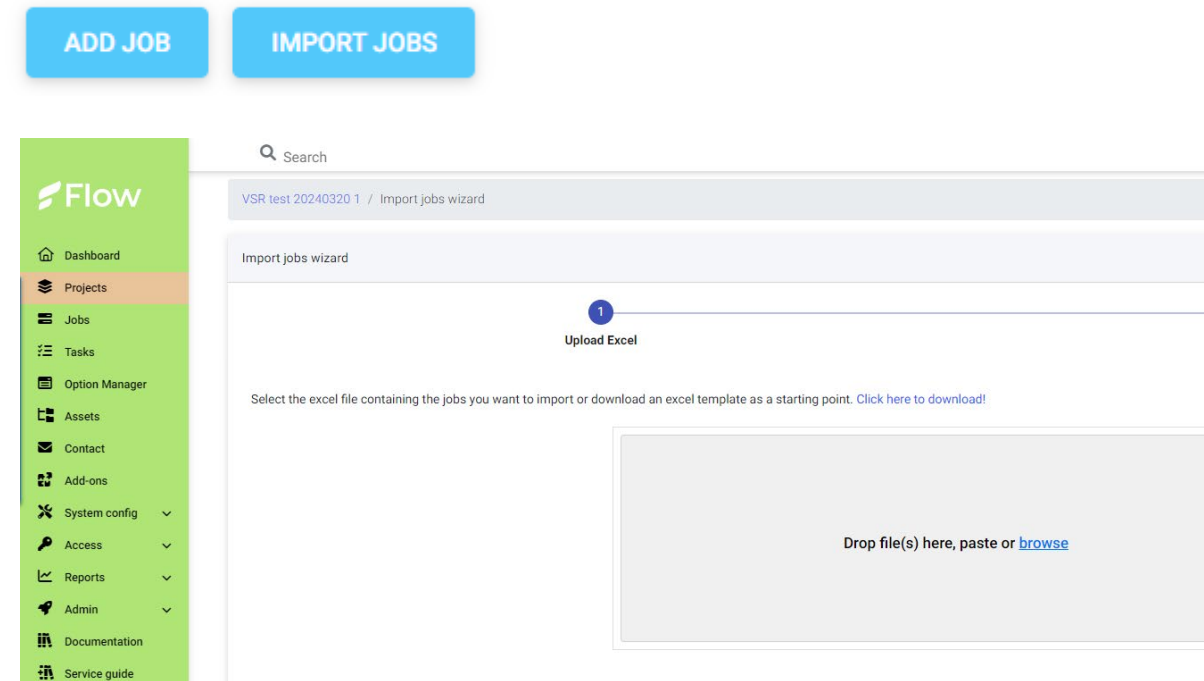 ADD JOB
IMPORT JOBS
Search
Flow
VSR test 20240320 1 / Import jobs wizard
Dashboard
Projects
Jobs
Tasks
Option Manager
Assets
Contact
Add-ons
System config
Access
Reports
Admin
Documentation
Service guide
Import jobs wizard
1
Upload Excel
Select the excel file containing the jobs you want to import or download an excel template as a starting point. Click here to download!
Drop file(s) here, paste or browse